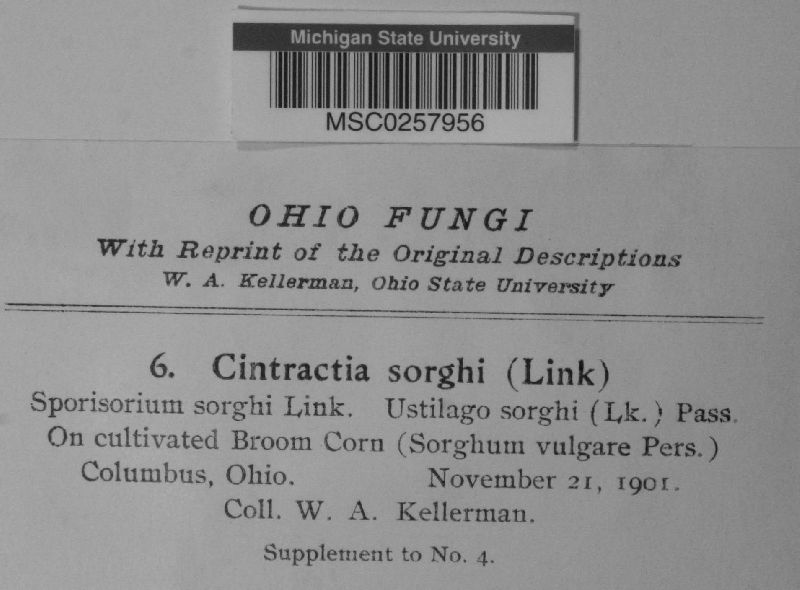 Michigan State University
MSC0257956
OHIO FUNGI
With Reprint of the Original Descriptions
W. A. Kellerman, Ohio State University
6. Cintractia sorghi (Link)
Sporisorium sorghi Link. Ustilago sorghi (Lk.) Pass.
On cultivated Broom Corn (Sorghum vulgare Pers.)
Columbus, Ohio. November 21, 1901.
Coll. W. A. Kellerman.
Supplement to No. 4.